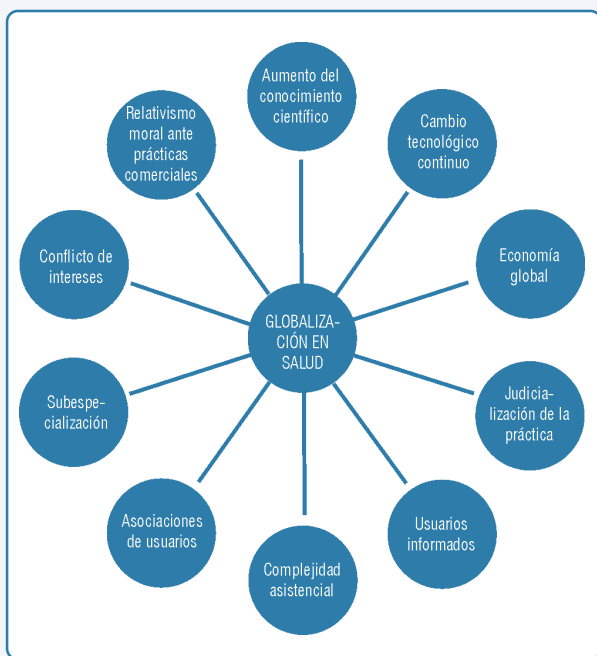 Aumento del
conocimiento
científico
Cambio
tecnológico
continuo
Economía
global
Judicia-
lización de la
práctica
Usuarios
informados
Complejidad
asistencial
Asociaciones
de usuarios
Subespe-
cialización
Conflicto de
intereses
Relativismo
moral ante
prácticas
comerciales
GLOBALIZA-
CIÓN EN
SALUD